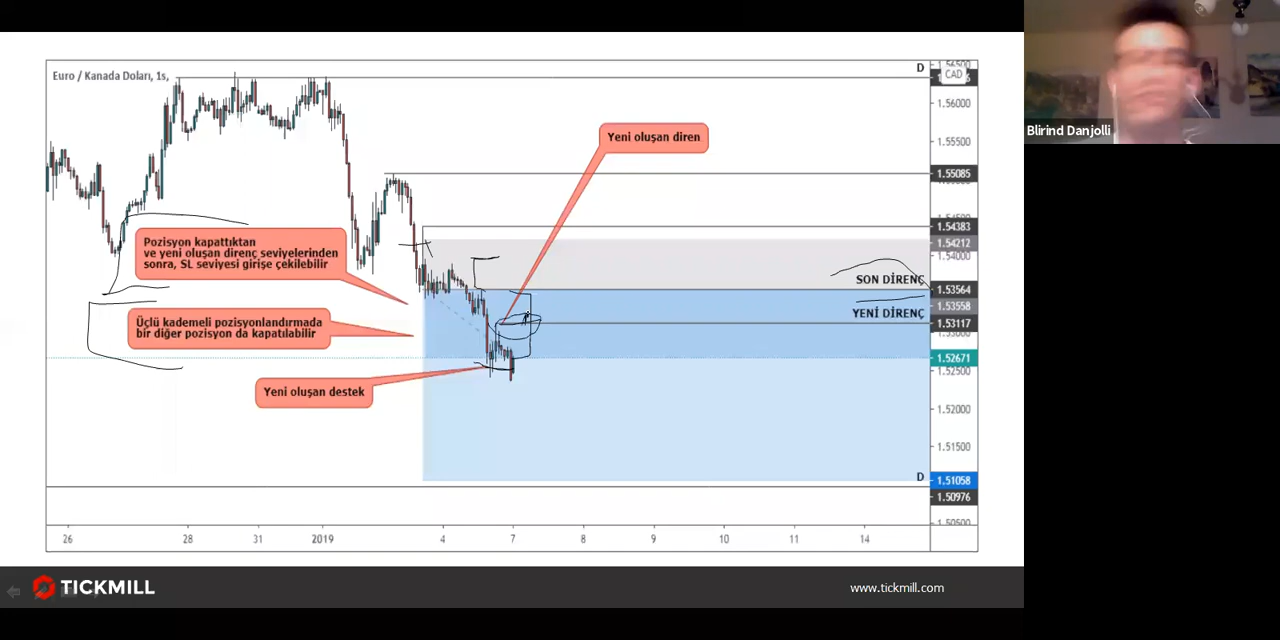 Euro / Kanada Doları, 1s,
D
CAD
1.56000
1.55500
1.55085
1.54383
1.54212
1.54000
1.53564
1.53558
1.53117
1.52671
1.52500
1.52000
1.51500
1.51058
1.50976
Yeni oluşan diren
Pozisyon kapattıktan
ve yeni oluşan direnç seviyelerinden
sonra, SL seviyesi girişe çekilebilir
SON DİRENÇ
YENİ DİRENÇ
Üçlü kademeli pozisyonlandırmada
bir diğer pozisyon da kapatılabilir
Yeni oluşan destek
D
26 28 31 2019 4 7 8 9 10 11 14
TICKMILL
www.tickmill.com
Blirind Danjolli